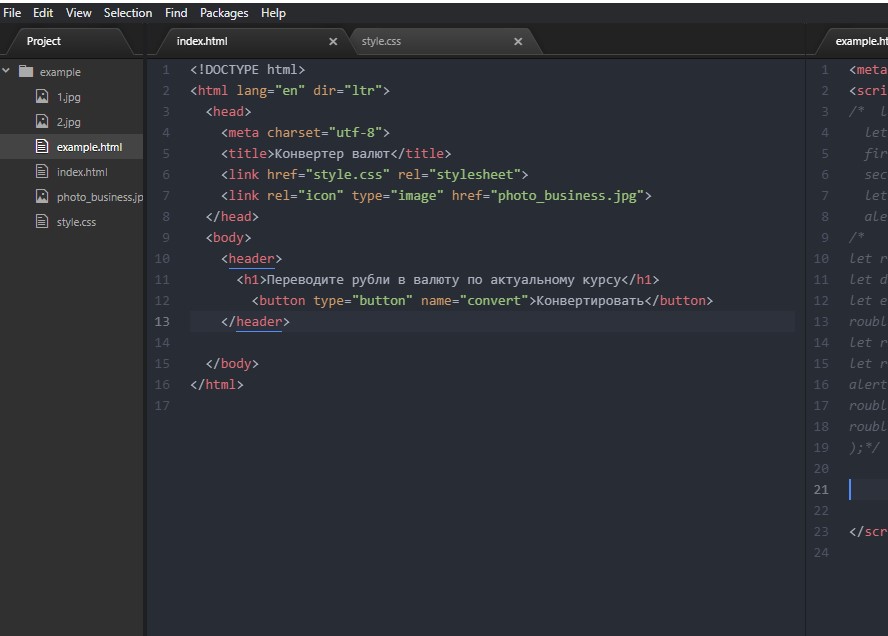 File Edit View Selection Find Packages Help
Project
index.html
style.css
example.ht
example
1.jpg
2.jpg
example.html
index.html
photo_business.jp
style.css
1 <!DOCTYPE html>
2 <html lang="en" dir="ltr">
3 <head>
4 <meta charset="utf-8">
5 <title>Конвертер валют</title>
6 <link href="style.css" rel="stylesheet">
7 <link rel="icon" type="image" href="photo_business.jpg">
8 </head>
9 <body>
10 <header>
11 <h1>Переводите рубли в валюту по актуальному курсу</h1>
12 <button type="button" name="convert">Конвертировать</button>
13 </header>
14
15 </body>
16 </html>
17
1 <meta
2 <scri
3 /* l
4 let
5 fir
6 sec
7 let
8 ale
9 /*
10 let r
11 let d
12 let e
13 roubl
14 let r
15 let r
16 alert
17 roubl
18 roubl
19 );*/
20
21
22
23 </scr
24